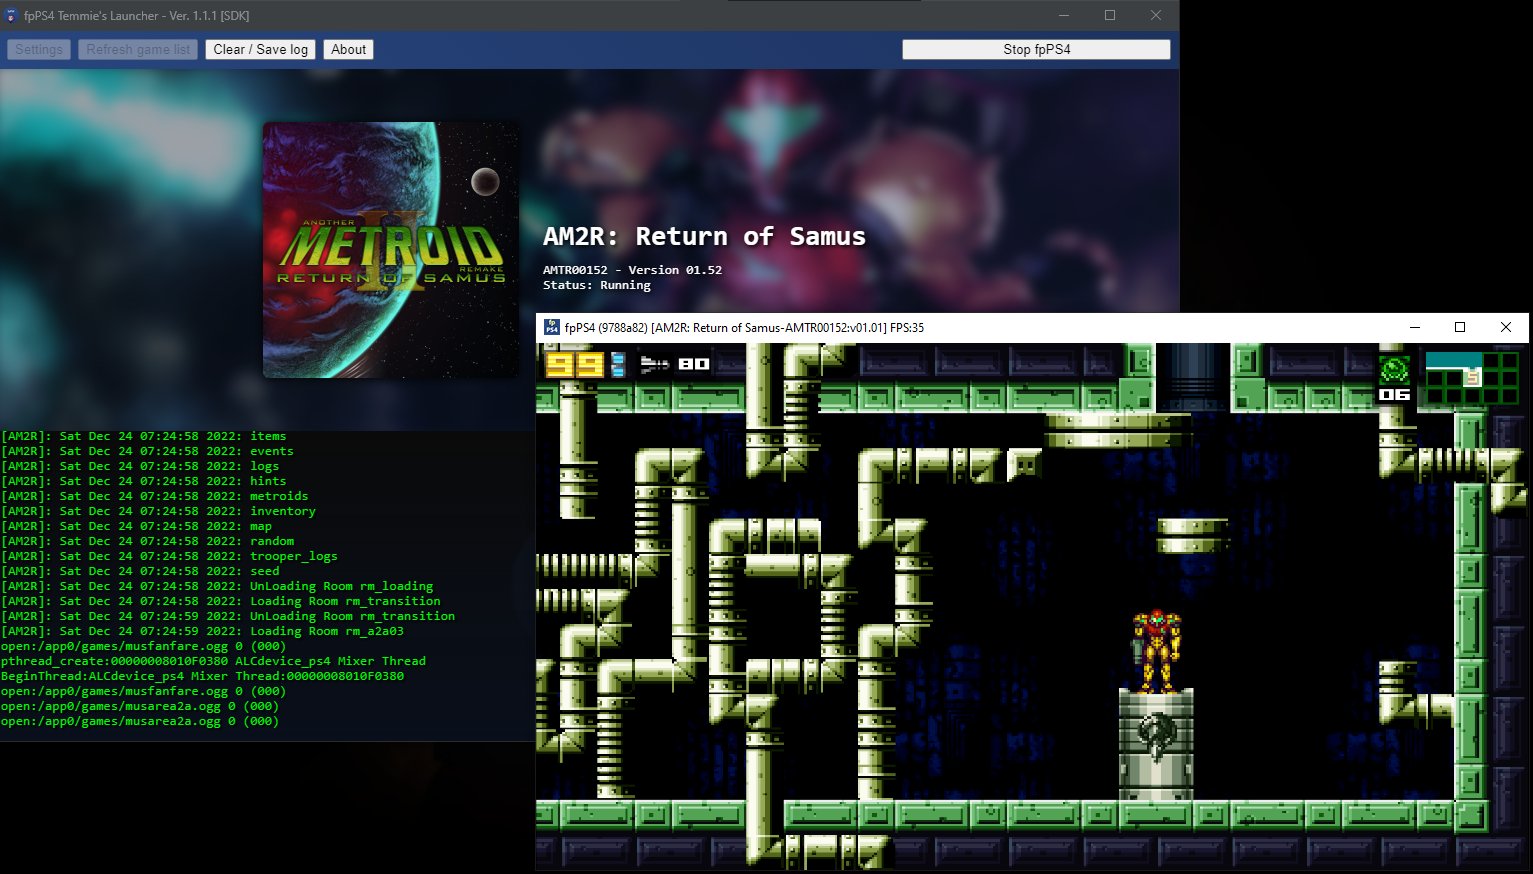 fpPS4 Temmie's Launcher - Ver. 1.1.1 [SDK]
Settings
Refresh game list
Clear / Save log
About
Stop fpPS4
ANOTHER
METROID
II
REMAKE
RETURN OF SAMUS
AM2R: Return of Samus
AMTR00152 - Version 01.52
Status: Running
[AM2R]: Sat Dec 24 07:24:58 2022: items
[AM2R]: Sat Dec 24 07:24:58 2022: events
[AM2R]: Sat Dec 24 07:24:58 2022: logs
[AM2R]: Sat Dec 24 07:24:58 2022: hints
[AM2R]: Sat Dec 24 07:24:58 2022: metroids
[AM2R]: Sat Dec 24 07:24:58 2022: inventory
[AM2R]: Sat Dec 24 07:24:58 2022: map
[AM2R]: Sat Dec 24 07:24:58 2022: random
[AM2R]: Sat Dec 24 07:24:58 2022: trooper_logs
[AM2R]: Sat Dec 24 07:24:58 2022: seed
[AM2R]: Sat Dec 24 07:24:58 2022: UnLoading Room rm_loading
[AM2R]: Sat Dec 24 07:24:58 2022: Loading Room rm_transition
[AM2R]: Sat Dec 24 07:24:59 2022: UnLoading Room rm_transition
[AM2R]: Sat Dec 24 07:24:59 2022: Loading Room rm_a2a03
open:/app0/games/musfanfare.ogg 0 (000)
pthread_create:00000008010F0380 ALCdevice_ps4 Mixer Thread
BeginThread:ALCdevice_ps4 Mixer Thread:00000008010F0380
open:/app0/games/musfanfare.ogg 0 (000)
open:/app0/games/musarea2a.ogg 0 (000)
open:/app0/games/musarea2a.ogg 0 (000)
fp PS4
fpPS4 (9788a82) [AM2R: Return of Samus-AMTR00152:v01.01] FPS:35
99
80
06
S